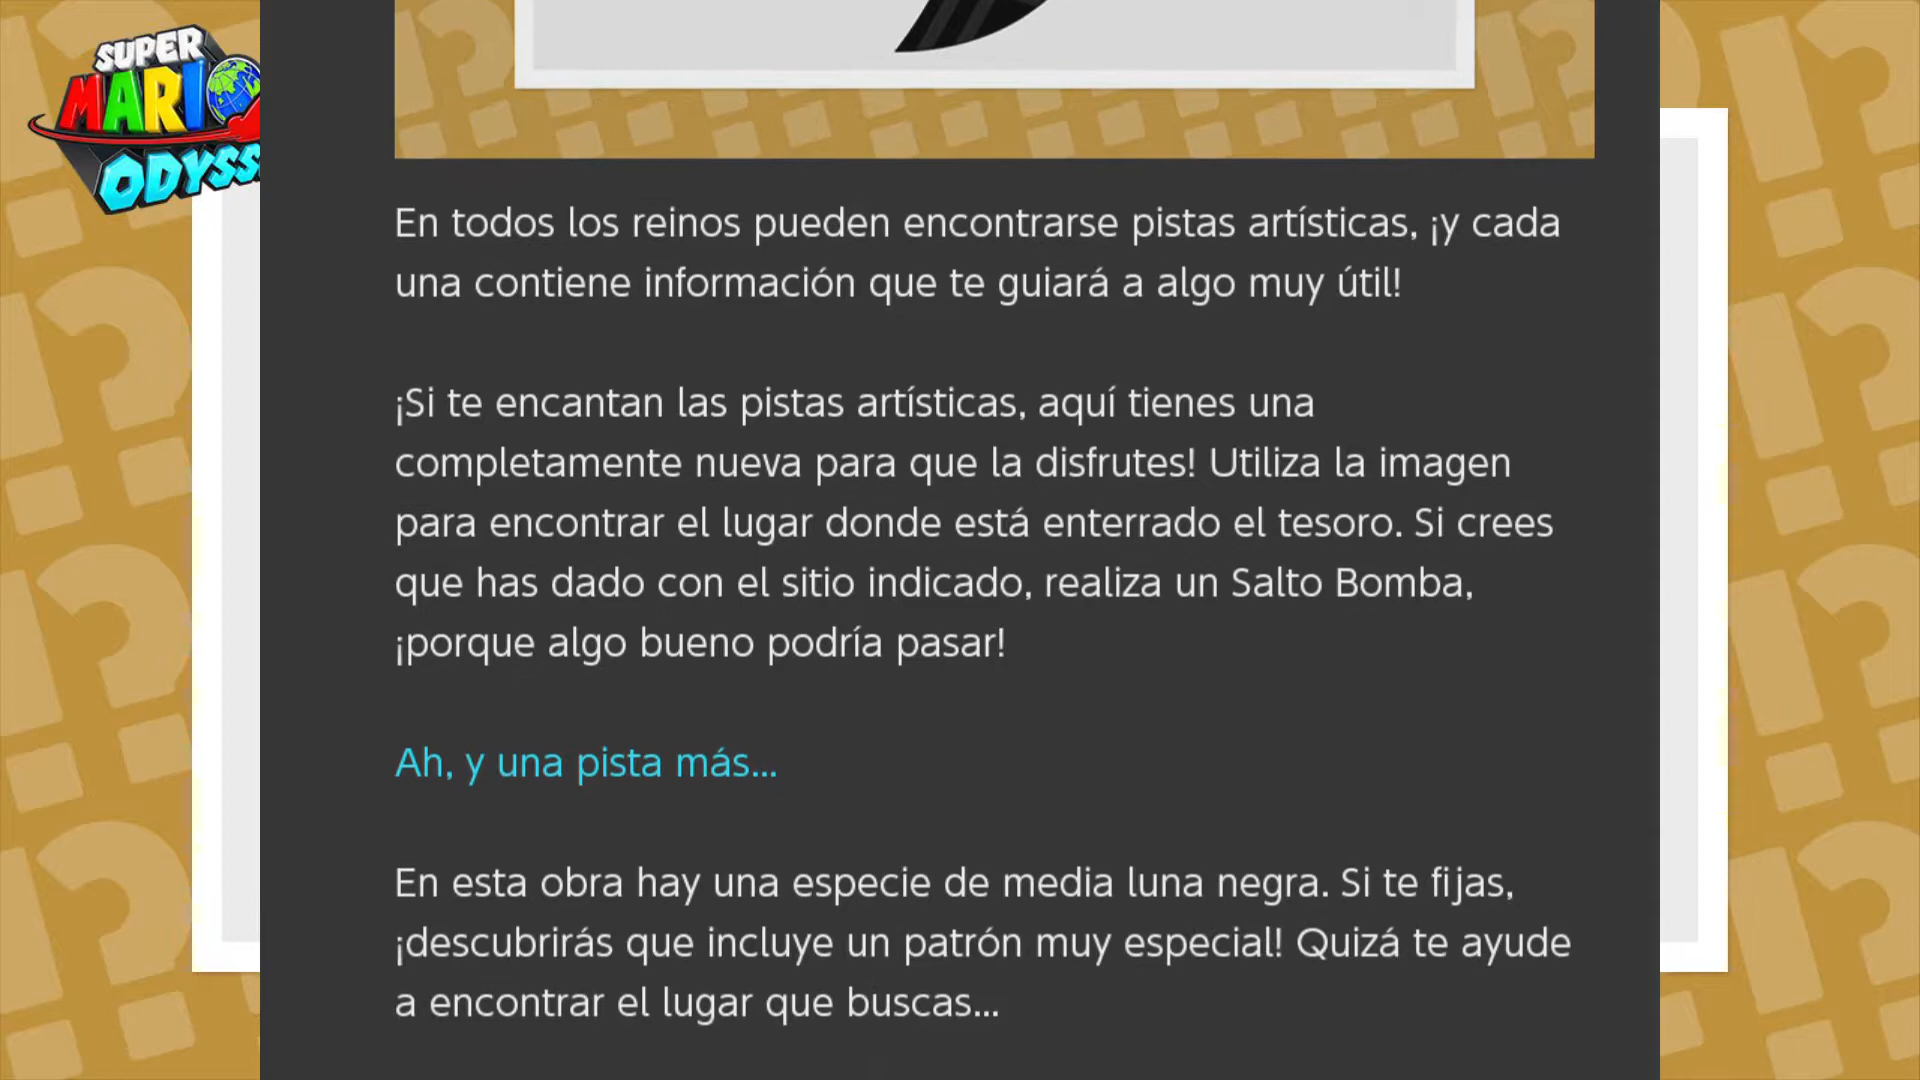 SUPER
MARIO
ODYSS
En todos los reinos pueden encontrarse pistas artísticas, ¡y cada
una contiene información que te guiará a algo muy útil!
¡Si te encantan las pistas artísticas, aquí tienes una
completamente nueva para que la disfrutes! Utiliza la imagen
para encontrar el lugar donde está enterrado el tesoro. Si crees
que has dado con el sitio indicado, realiza un Salto Bomba,
¡porque algo bueno podría pasar!
Ah, y una pista más...
En esta obra hay una especie de media luna negra. Si te fijas,
¡descubrirás que incluye un patrón muy especial! Quizá te ayude
a encontrar el lugar que buscas...